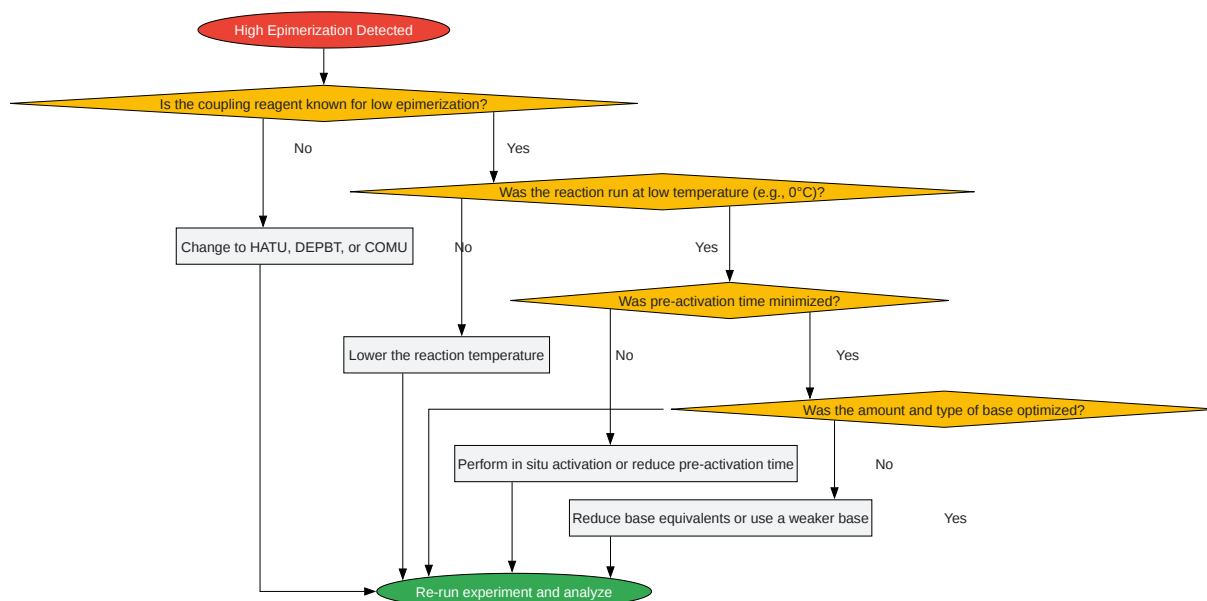 High Epimerization Detected
Is the coupling reagent known for low epimerization?
No
Yes
Was the reaction run at low temperature (e.g., 0°C)?
Change to HATU, DEPBT, or COMU
No
Yes
Was pre-activation time minimized?
Lower the reaction temperature
No
Yes
Was the amount and type of base optimized?
Perform in situ activation or reduce pre-activation time
No
Reduce base equivalents or use a weaker base
Yes
Re-run experiment and analyze